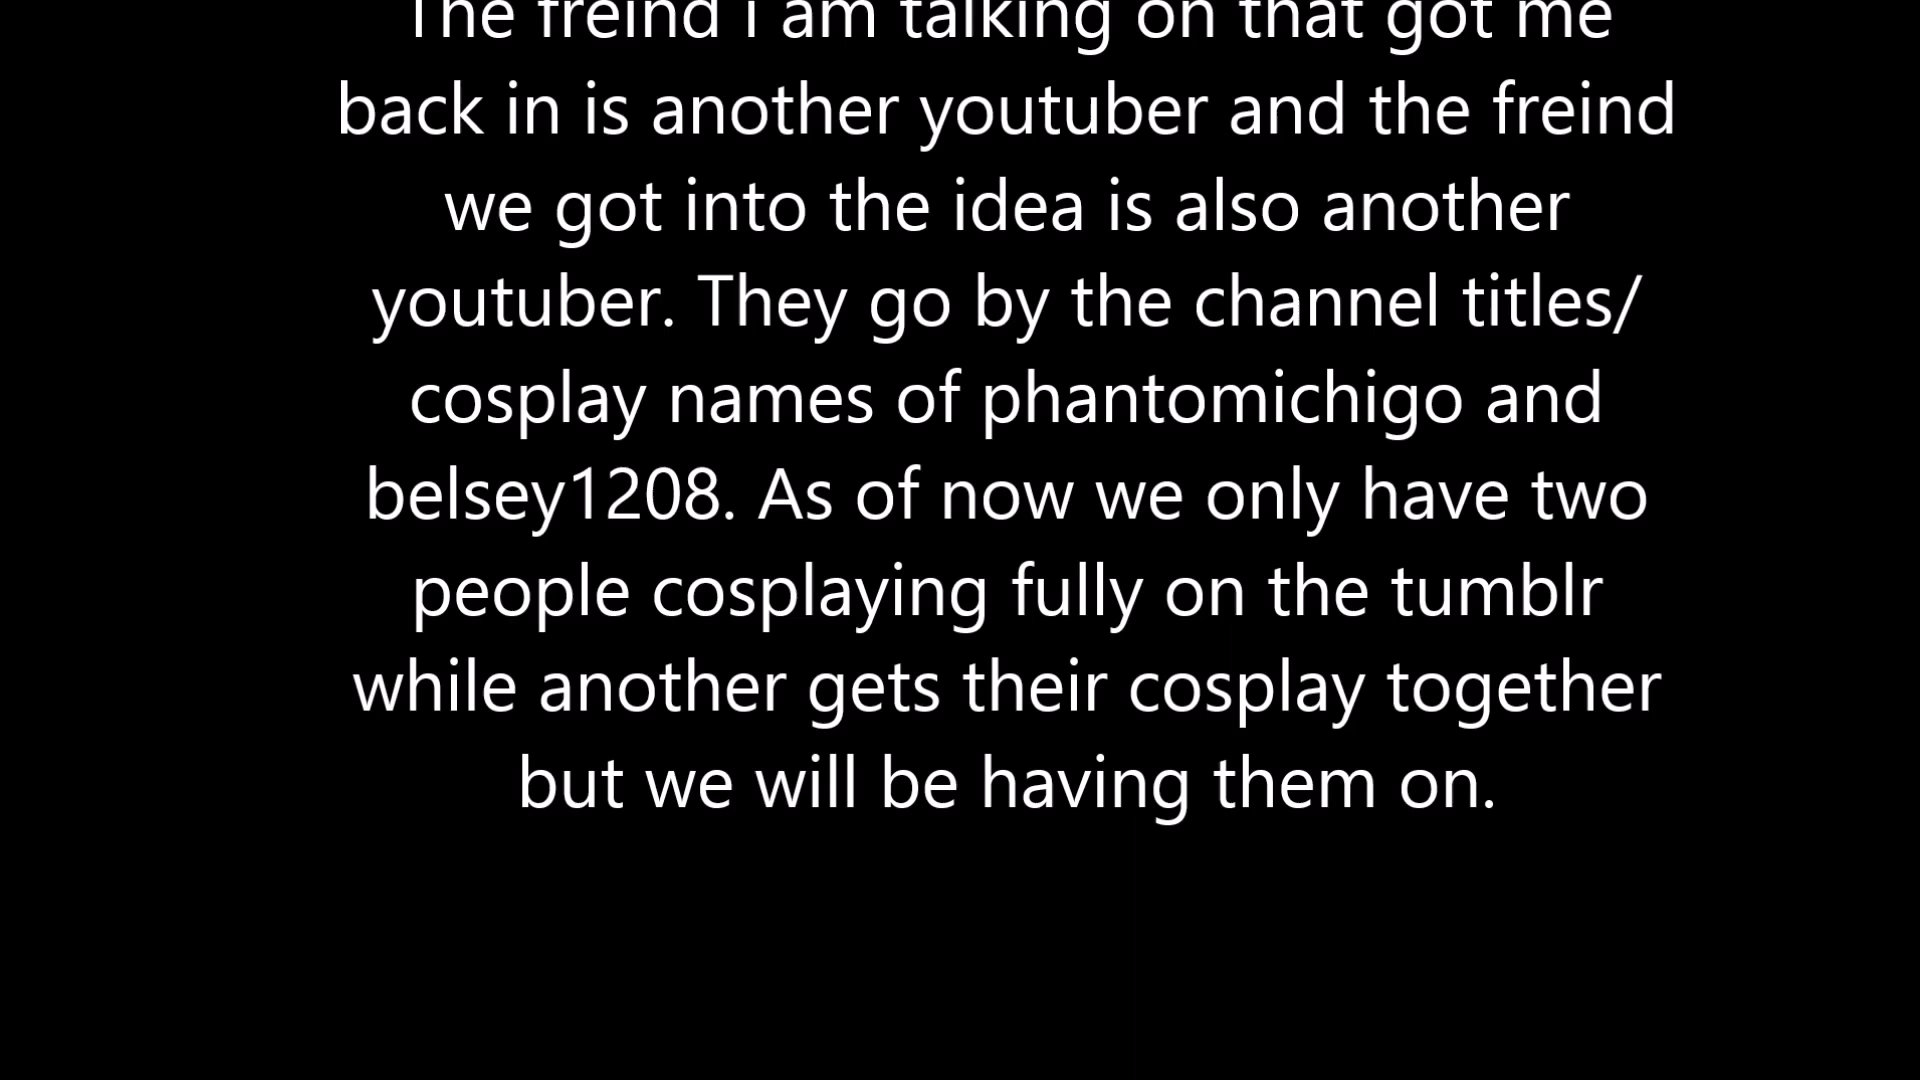 The freind i am talking on that got me
back in is another youtuber and the freind
we got into the idea is also another
youtuber. They go by the channel titles/
cosplay names of phantomichigo and
belsey1208. As of now we only have two
people cosplaying fully on the tumblr
while another gets their cosplay together
but we will be having them on.